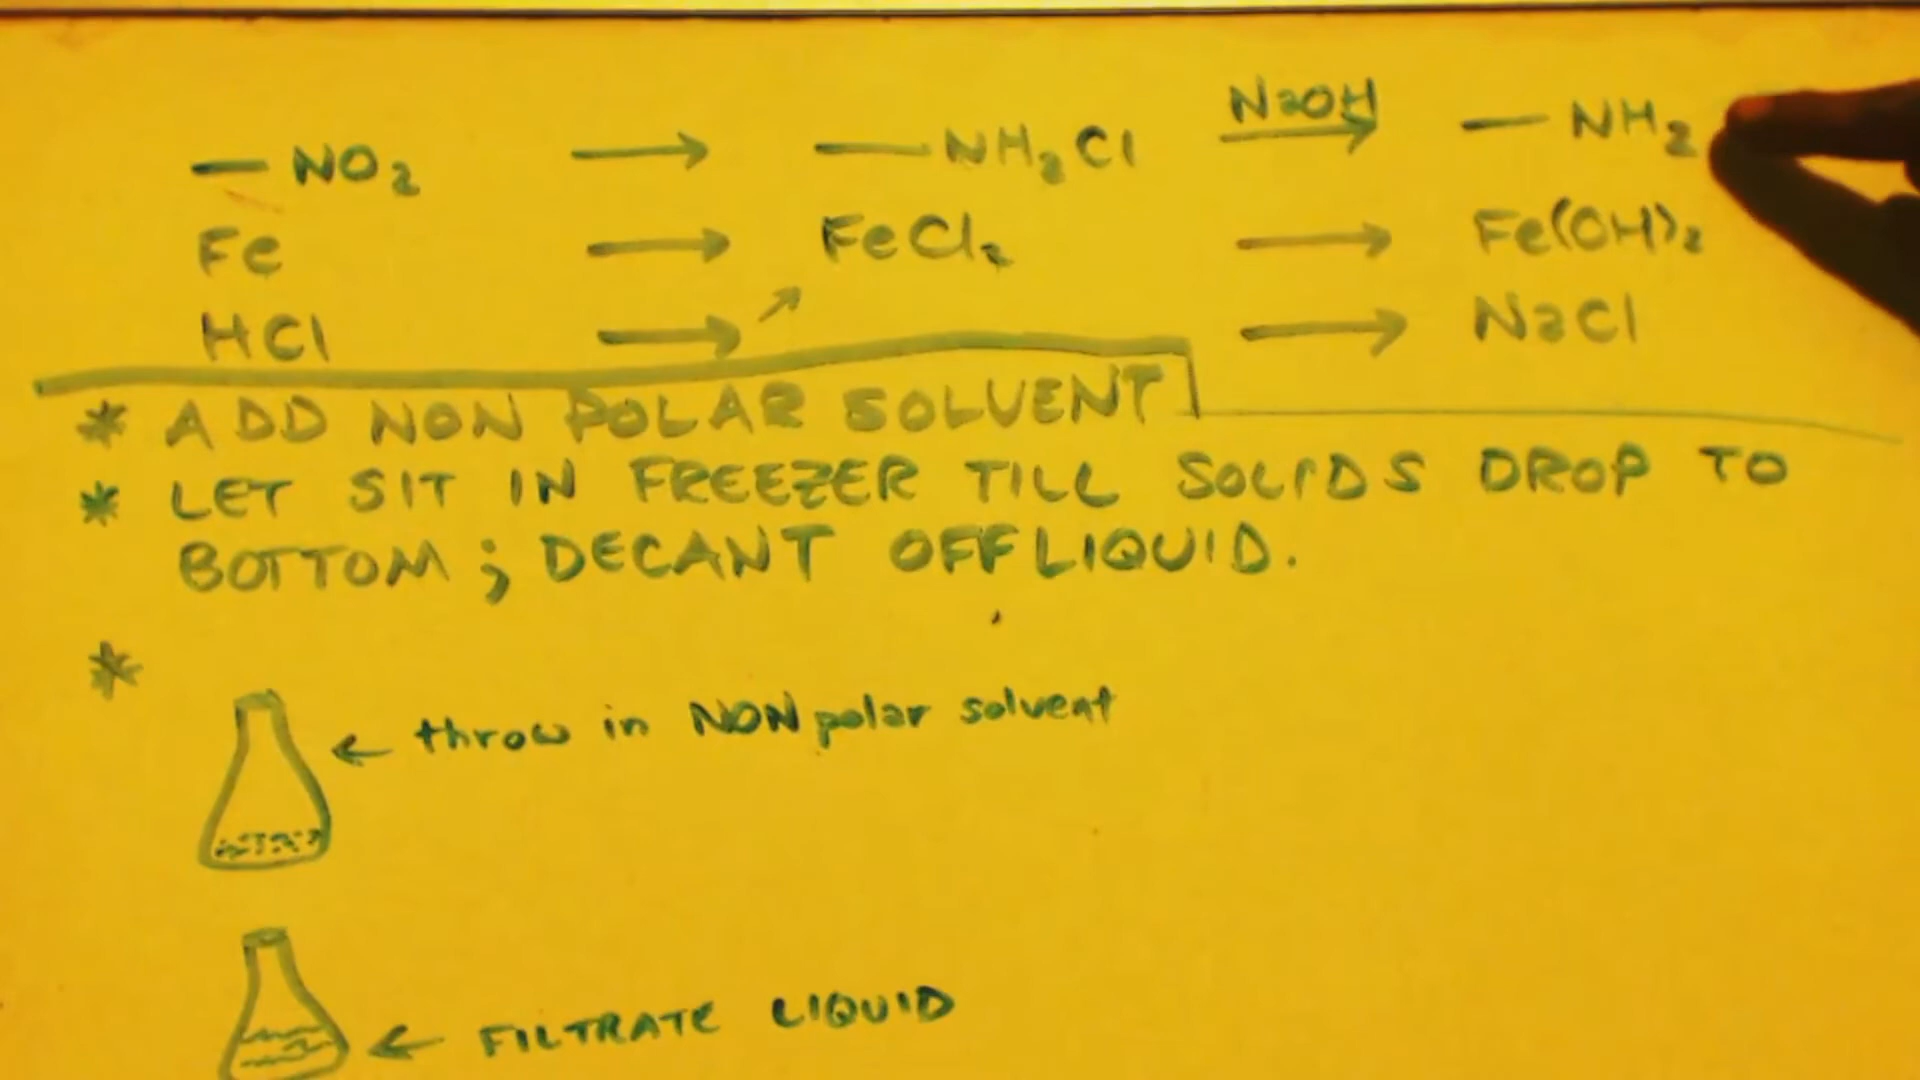 —NO₂ → —NH₂Cl NaOH → —NH₂
Fe → FeCl₂ → Fe(OH)₂
HCl → ↗ → NaCl
* ADD NON POLAR SOLVENT
* LET SIT IN FREEZER TILL SOLIDS DROP TO
BOTTOM; DECANT OFF LIQUID.
*
← throw in NON polar solvent
← FILTRATE LIQUID